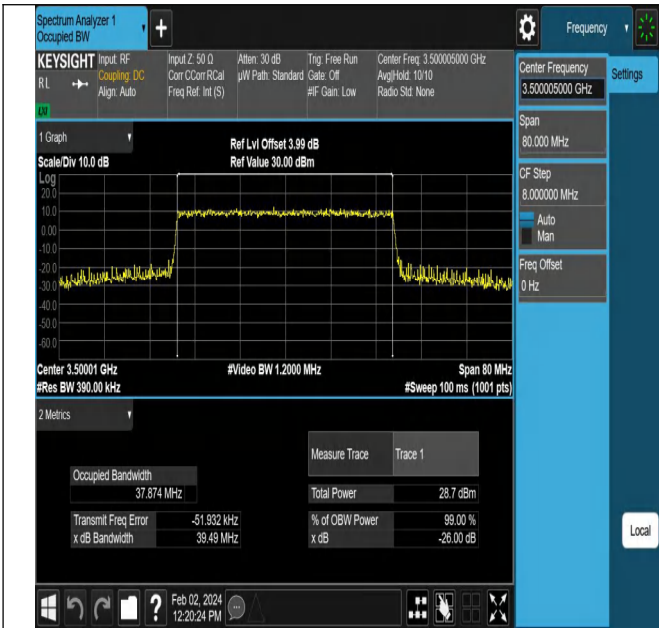 Spectrum Analyzer 1
Occupied BW
Frequency
KEYSIGHT Input: RF
RL Coupling: DC
Align: Auto
LXI
Input Z: 50 Ω
Corr CCorr RCal
Freq Ref: Int (S)
Atten: 30 dB
µW Path: Standard
Trig: Free Run
Gate: Off
#IF Gain: Low
Center Freq: 3.500005000 GHz
Avg|Hold: 10/10
Radio Std: None
Center Frequency
3.500005000 GHz
Settings
Span
80.000 MHz
CF Step
8.000000 MHz
Auto
Man
Freq Offset
0 Hz
1 Graph
Scale/Div 10.0 dB
Ref Lvl Offset 3.99 dB
Ref Value 30.00 dBm
Log
20.0
10.0
0.00
-10.0
-20.0
-30.0
-40.0
-50.0
-60.0
Center 3.50001 GHz
#Video BW 1.2000 MHz
Span 80 MHz
#Res BW 390.00 kHz
#Sweep 100 ms (1001 pts)
2 Metrics
Measure Trace Trace 1
Occupied Bandwidth
37.874 MHz
Total Power 28.7 dBm
Transmit Freq Error -51.932 kHz
% of OBW Power 99.00 %
x dB Bandwidth 39.49 MHz
x dB -26.00 dB
Local
?
Feb 02, 2024
12:20:24 PM